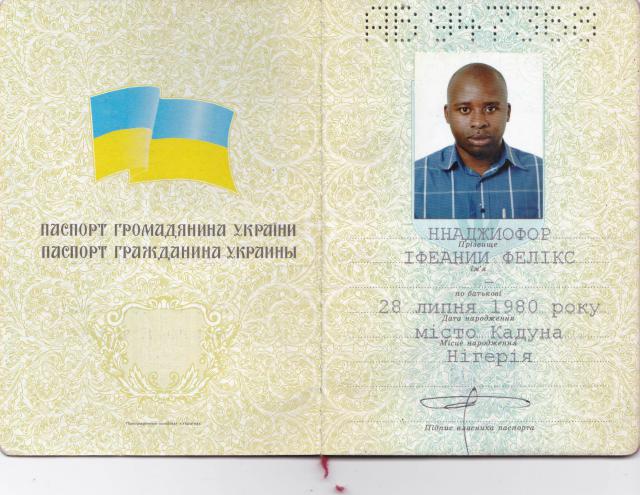 ПАСПОРТ ГРОМАДЯНИНА УКРАЇНИ
ПАСПОРТ ГРАЖДАНИНА УКРАИНЫ
ННАДЖИОФОР
Прізвище
ІФЕАНИИ ФЕЛІКС
ім'я
–
по батькові
28 липня 1980 року
Дата народження
місто Кадуна
Місце народження
Нігерія
Підпис власника паспорта